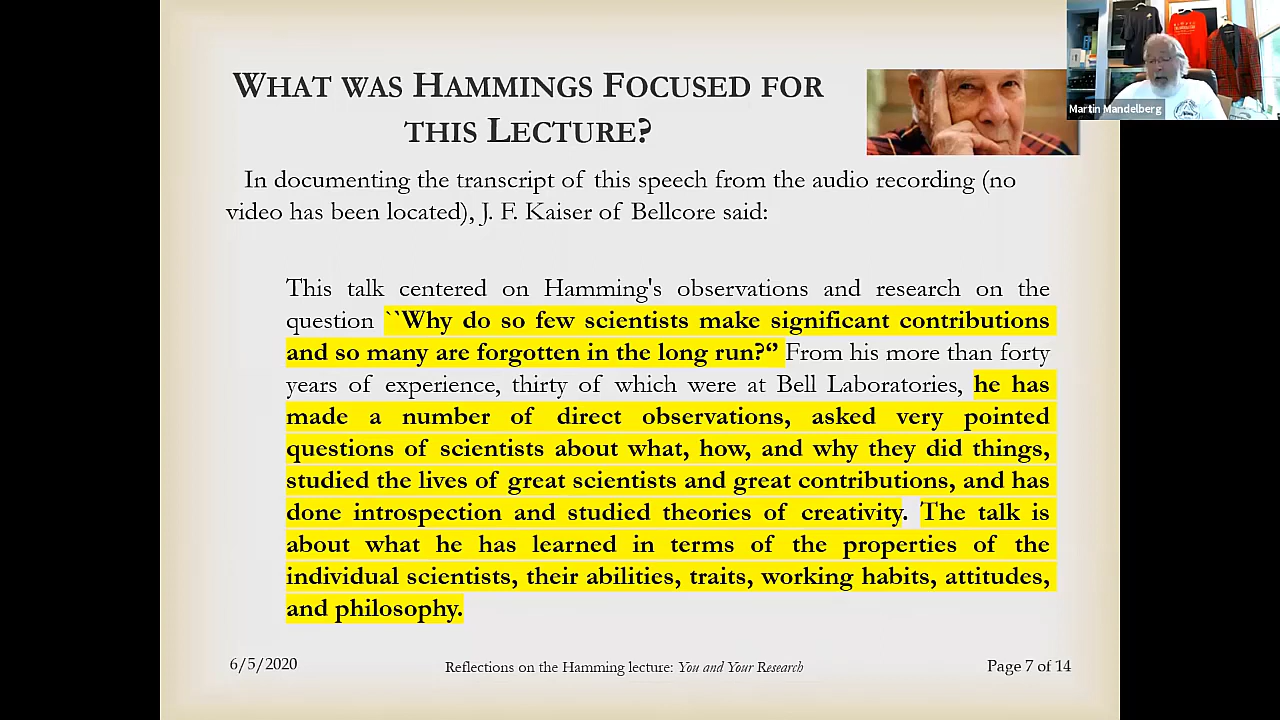 WHAT WAS HAMMINGS FOCUSED FOR
THIS LECTURE?
Martin Mandelberg
In documenting the transcript of this speech from the audio recording (no
video has been located), J. F. Kaiser of Bellcore said:
This talk centered on Hamming's observations and research on the
question ``Why do so few scientists make significant contributions
and so many are forgotten in the long run?‘’ From his more than forty
years of experience, thirty of which were at Bell Laboratories, he has
made a number of direct observations, asked very pointed
questions of scientists about what, how, and why they did things,
studied the lives of great scientists and great contributions, and has
done introspection and studied theories of creativity. The talk is
about what he has learned in terms of the properties of the
individual scientists, their abilities, traits, working habits, attitudes,
and philosophy.
6/5/2020
Reflections on the Hamming lecture: You and Your Research
Page 7 of 14